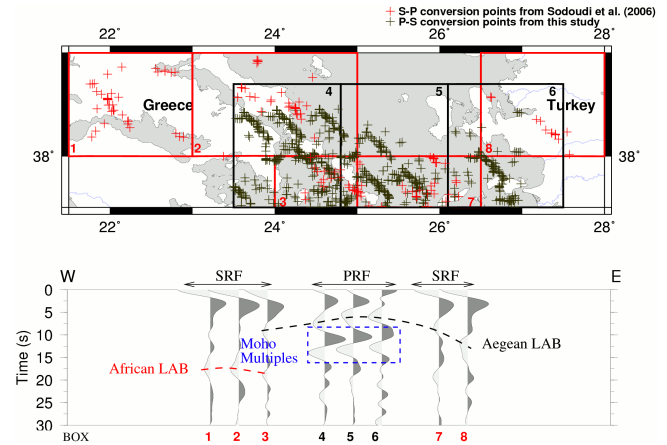 S-P conversion points from Sodoudi et al. (2006)
P-S conversion points from this study
22° 24° 26° 28°
Greece 4 5 6 Turkey
38° 1 2 8 38°
3 7
22° 24° 26° 28°
W SRF PRF SRF E
0
5
10
15
20
25
30
Time (s)
Moho
Multiples
African LAB
Aegean LAB
BOX 1 2 3 4 5 6 7 8